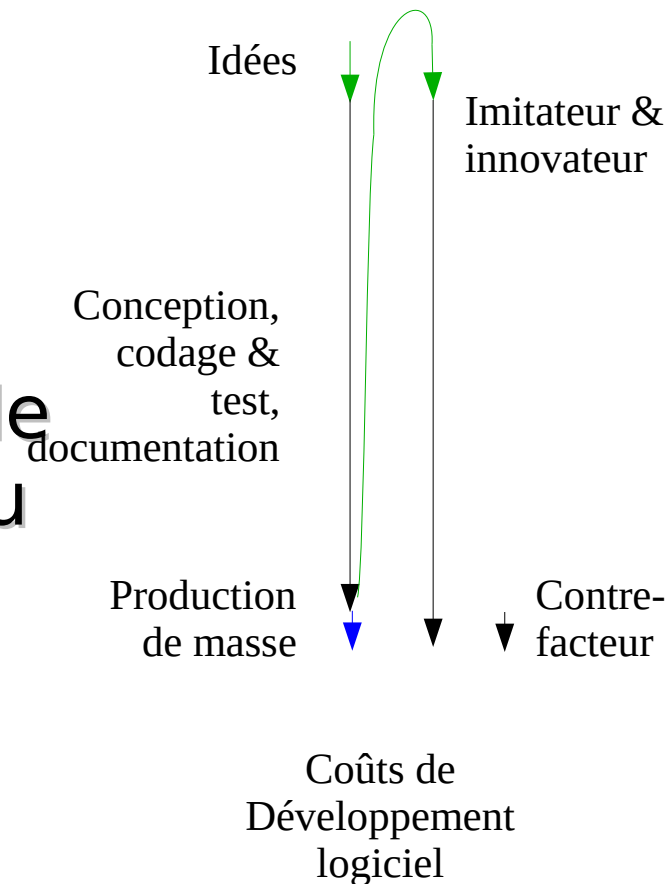 Idées
Imitateur &
innovateur
Conception,
codage &
test,
documentation
Production
de masse
Contre-
facteur
Coûts de
Développement
logiciel